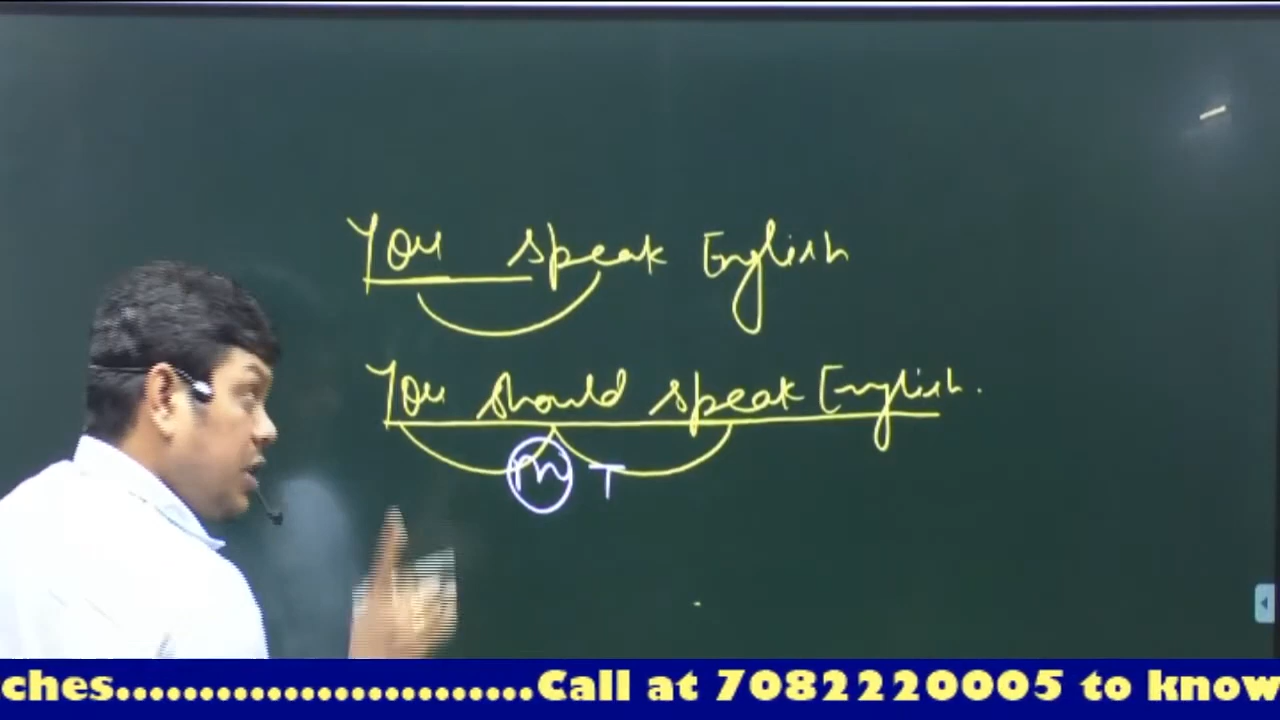 You speak English
You should speak English.
m T
ches........................Call at 7082220005 to know